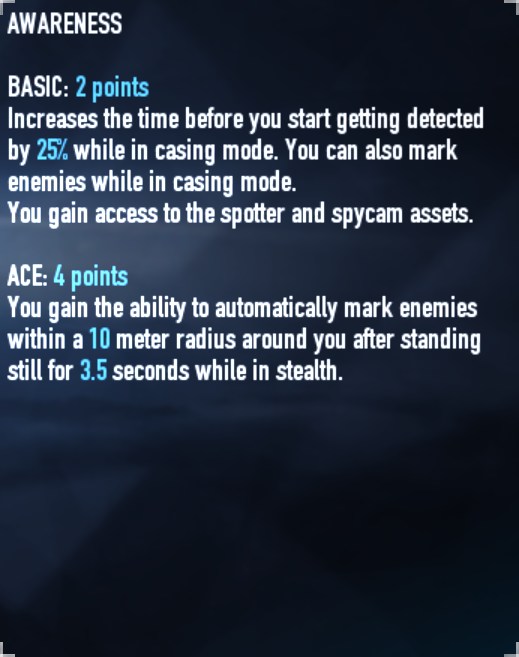 AWARENESS
BASIC: 2 points
Increases the time before you start getting detected
by 25% while in casing mode. You can also mark
enemies while in casing mode.
You gain access to the spotter and spycam assets.
ACE: 4 points
You gain the ability to automatically mark enemies
within a 10 meter radius around you after standing
still for 3.5 seconds while in stealth.